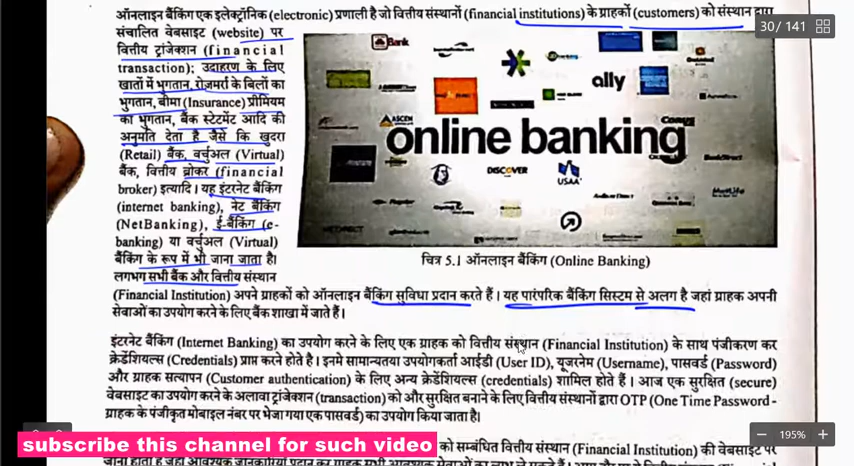 ऑनलाइन बैंकिंग एक इलेक्ट्रॉनिक (electronic) प्रणाली है जो वित्तीय संस्थानों (financial institutions) के ग्राहकों (customers) को संस्थान द्वारा
संचालित वेबसाइट (website) पर
वित्तीय ट्रांजेक्शन (financial
transaction); उदाहरण के लिए
खातों में भुगतान, रोज़मर्रा के बिलों का
भुगतान, बीमा (Insurance) प्रीमियम
का भुगतान, बैंक स्टेटमेंट आदि की
अनुमति देता है जैसे कि खुदरा
(Retail) बैंक, वर्चुअल (Virtual)
बैंक, वित्तीय ब्रोकर (financial
broker) इत्यादि। यह इंटरनेट बैंकिंग
(internet banking), नेट बैंकिंग
(NetBanking), ई-बैंकिंग (e-
banking) या वर्चुअल (Virtual)
बैंकिंग के रूप में भी जाना जाता है।
लगभग सभी बैंक और वित्तीय संस्थान
30 / 141
Bank
ally
ASCEN
online banking
DISCOVER
USAA
MetLife
चित्र 5.1 ऑनलाइन बैंकिंग (Online Banking)
(Financial Institution) अपने ग्राहकों को ऑनलाइन बैंकिंग सुविधा प्रदान करते हैं। यह पारंपरिक बैंकिंग सिस्टम से अलग है जहां ग्राहक अपनी
सेवाओं का उपयोग करने के लिए बैंक शाखा में जाते हैं।
इंटरनेट बैंकिंग (Internet Banking) का उपयोग करने के लिए एक ग्राहक को वित्तीय संस्थान (Financial Institution) के साथ पंजीकरण कर
क्रेडेंशियल्स (Credentials) प्राप्त करने होते है। इनमे सामान्यतया उपयोगकर्ता आईडी (User ID), यूजरनेम (Username), पासवर्ड (Password)
और ग्राहक सत्यापन (Customer authentication) के लिए अन्य क्रेडेंशियल्स (credentials) शामिल होते हैं। आज एक सुरक्षित (secure)
वेबसाइट का उपयोग करने के अलावा ट्रांजेक्शन (transaction) को और सुरक्षित बनाने के लिए वित्तीय संस्थानों द्वारा OTP (One Time Password -
ग्राहक के पंजीकृत मोबाइल नंबर पर भेजा गया एक पासवर्ड) का उपयोग किया जाता है।
195%
subscribe this channel for such video
को सम्बंधित वित्तीय संस्थान (Financial Institution) की वेबसाइट पर